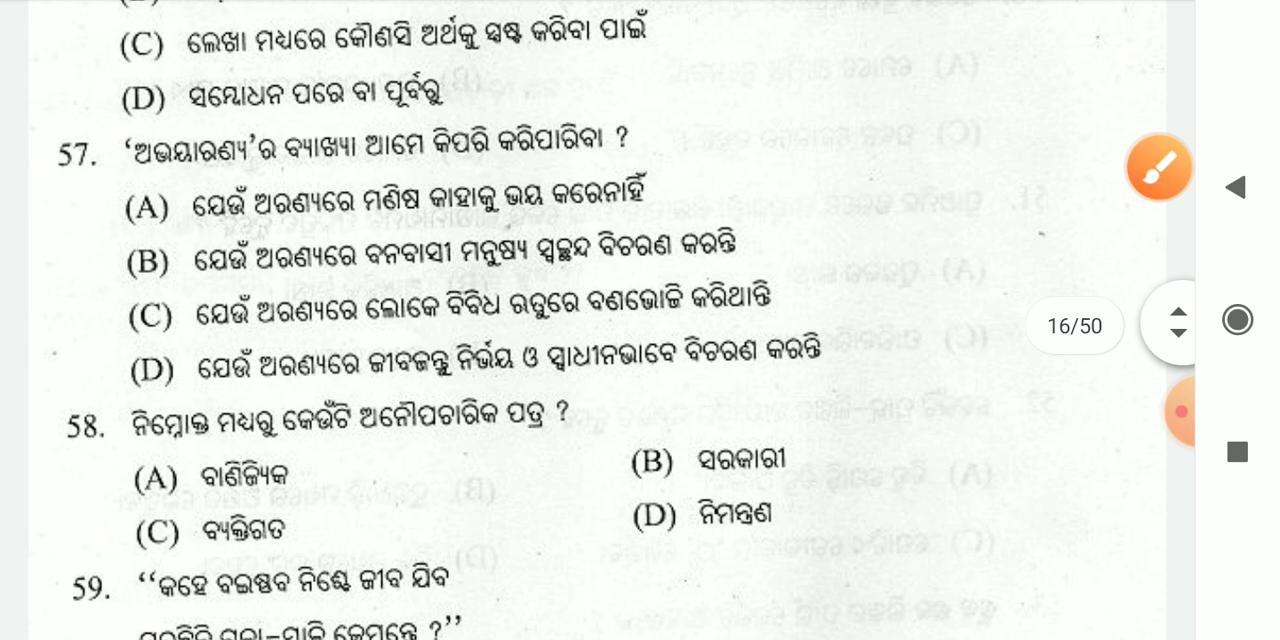 (C) ଲେଖା ମଧ୍ୟରେ କୌଣସି ଅର୍ଥକୁ ସ୍ପଷ୍ଟ କରିବା ପାଇଁ
(D) ସମ୍ବୋଧନ ପରେ ବା ପୂର୍ବରୁ
57. ‘ଅଭୟାରଣ୍ୟ’ର ବ୍ୟାଖ୍ୟା ଆମେ କିପରି କରିପାରିବା ?
(A) ଯେଉଁ ଅରଣ୍ୟରେ ମଣିଷ କାହାକୁ ଭୟ କରେନାହିଁ
(B) ଯେଉଁ ଅରଣ୍ୟରେ ବନବାସୀ ମନୁଷ୍ୟ ସ୍ୱଚ୍ଛନ୍ଦ ବିଚରଣ କରନ୍ତି
(C) ଯେଉଁ ଅରଣ୍ୟରେ ଲୋକେ ବିବିଧ ଋତୁରେ ବଣଭୋଜି କରିଥାନ୍ତି
(D) ଯେଉଁ ଅରଣ୍ୟରେ ଜୀବଜନ୍ତୁ ନିର୍ଭୟ ଓ ସ୍ୱାଧୀନଭାବେ ବିଚରଣ କରନ୍ତି
16/50
58. ନିମ୍ନୋକ୍ତ ମଧ୍ୟରୁ କେଉଁଟି ଅନୌପଚାରିକ ପତ୍ର ?
(A) ବାଣିଜ୍ୟିକ (B) ସରକାରୀ
(C) ବ୍ୟକ୍ତିଗତ (D) ନିମନ୍ତ୍ରଣ
59. ‘‘କହେ ବଇଷ୍ଣବ ନିଶ୍ଚେ ଜୀବ ଯିବ
କେମନ୍ତେ ?’’